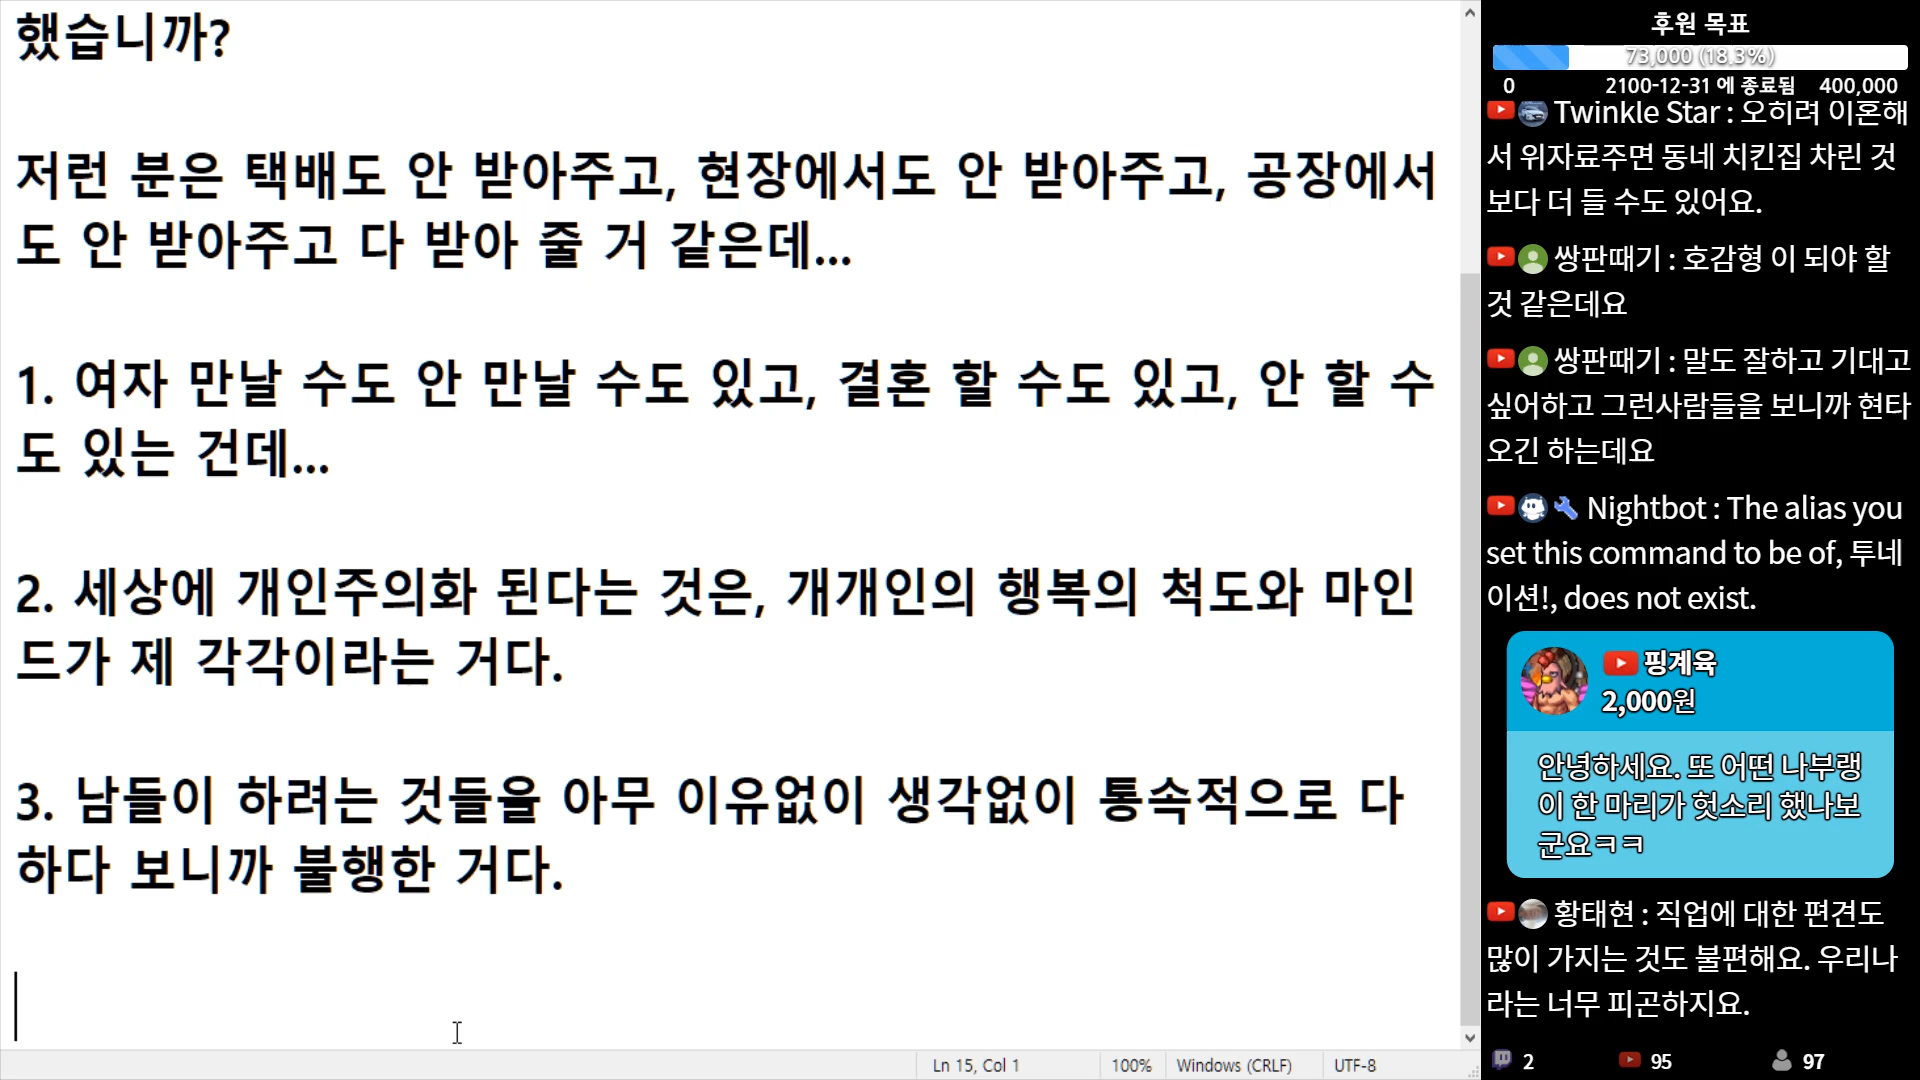 했습니까?
저런 분은 택배도 안 받아주고, 현장에서도 안 받아주고, 공장에서
도 안 받아주고 다 받아 줄 거 같은데...
1. 여자 만날 수도 안 만날 수도 있고, 결혼 할 수도 있고, 안 할 수
도 있는 건데...
2. 세상에 개인주의화 된다는 것은, 개개인의 행복의 척도와 마인
드가 제 각각이라는 거다.
3. 남들이 하려는 것들을 아무 이유없이 생각없이 통속적으로 다
하다 보니까 불행한 거다.
Ln 15, Col 1
100%
Windows (CRLF)
UTF-8
후원 목표
73,000 (18.3%)
0 2100-12-31 에 종료됨 400,000
Twinkle Star : 오히려 이혼해
서 위자료주면 동네 치킨집 차린 것
보다 더 들 수도 있어요.
쌍판때기 : 호감형 이 되야 할
것 같은데요
쌍판때기 : 말도 잘하고 기대고
싶어하고 그런사람들을 보니까 현타
오긴 하는데요
Nightbot : The alias you
set this command to be of, 투네
이션!, does not exist.
핑계육
2,000원
안녕하세요. 또 어떤 나부랭
이 한 마리가 헛소리 했나보
군요ㅋㅋ
황태현 : 직업에 대한 편견도
많이 가지는 것도 불편해요. 우리나
라는 너무 피곤하지요.
2 95 97